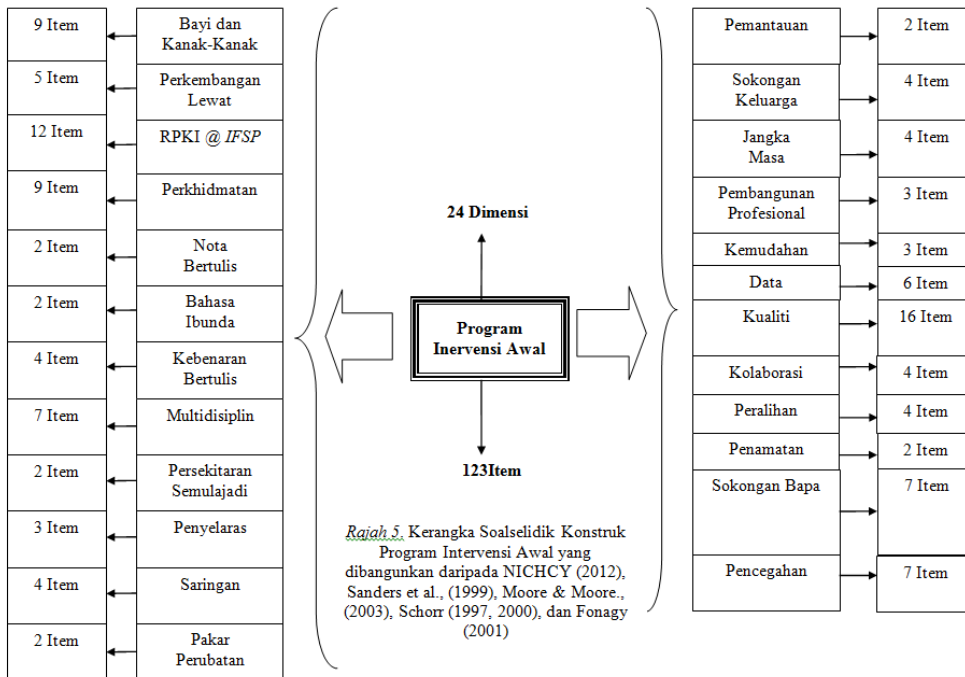 9 Item
Bayi dan
Kanak-Kanak
5 Item
Perkembangan
Lewat
12 Item
RPKI @ IFSP
9 Item
Perkhidmatan
2 Item
Nota
Bertulis
2 Item
Bahasa
Ibunda
4 Item
Kebenaran
Bertulis
7 Item
Multidisiplin
2 Item
Persekitaran
Semulajadi
3 Item
Penyelaras
4 Item
Saringan
2 Item
Pakar
Perubatan
24 Dimensi
Program
Inervensi Awal
123Item
Rajah 5. Kerangka Soalselidik Konstruk
Program Intervensi Awal yang
dibangunkan daripada NICHCY (2012),
Sanders et al., (1999), Moore & Moore.,
(2003), Schorr (1997, 2000), dan Fonagy
(2001)
Pemantauan
2 Item
Sokongan
Keluarga
4 Item
Jangka
Masa
4 Item
Pembangunan
Profesional
3 Item
Kemudahan
3 Item
Data
6 Item
Kualiti
16 Item
Kolaborasi
4 Item
Peralihan
4 Item
Penamatan
2 Item
Sokongan Bapa
7 Item
Pencegahan
7 Item